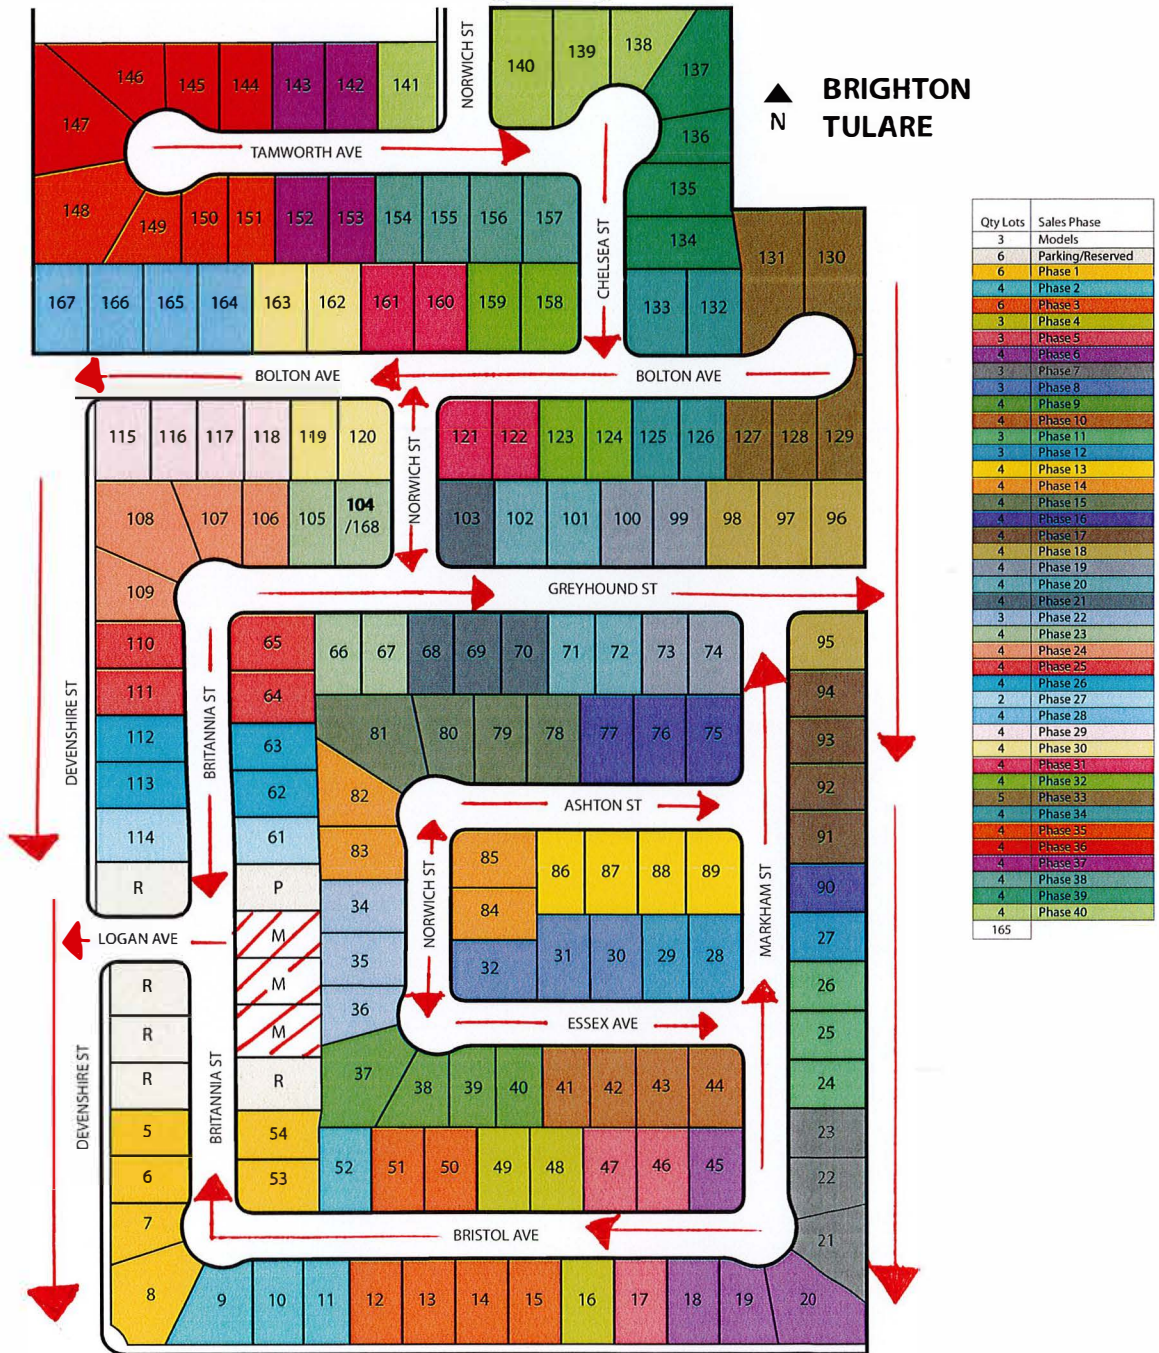 BRIGHTON
TULARE
N
NORWICH ST
140
139
138
137
146
145
144
143
142
141
147
136
TAMWORTH AVE
135
148
149
150
151
152
153
154
155
156
157
CHELSEA ST
134
131
130
167
166
165
164
163
162
161
160
159
158
133
132
BOLTON AVE
BOLTON AVE
115
116
117
118
119
120
NORWICH ST
121
122
123
124
125
126
127
128
129
108
107
106
105
104
/168
103
102
101
100
99
98
97
96
109
GREYHOUND ST
110
65
66
67
68
69
70
71
72
73
74
95
111
64
94
DEVENSHIRE ST
BRITANNIA ST
112
63
81
80
79
78
77
76
75
93
113
62
82
92
ASHTON ST
114
61
83
85
86
87
88
89
91
R
P
34
NORWICH ST
84
MARKHAM ST
90
LOGAN AVE
M
35
32
31
30
29
28
27
R
M
36
26
R
M
ESSEX AVE
25
DEVENSHIRE ST
BRITANNIA ST
R
R
37
38
39
40
41
42
43
44
24
5
54
23
6
53
52
51
50
49
48
47
46
45
22
7
BRISTOL AVE
21
8
9
10
11
12
13
14
15
16
17
18
19
20
Qty Lots Sales Phase
3 Models
6 Parking/Reserved
6 Phase 1
4 Phase 2
6 Phase 3
3 Phase 4
3 Phase 5
4 Phase 6
3 Phase 7
3 Phase 8
4 Phase 9
4 Phase 10
3 Phase 11
3 Phase 12
4 Phase 13
4 Phase 14
4 Phase 15
4 Phase 16
4 Phase 17
4 Phase 18
4 Phase 19
4 Phase 20
4 Phase 21
3 Phase 22
4 Phase 23
4 Phase 24
4 Phase 25
4 Phase 26
2 Phase 27
4 Phase 28
4 Phase 29
4 Phase 30
4 Phase 31
4 Phase 32
5 Phase 33
4 Phase 34
4 Phase 35
4 Phase 36
4 Phase 37
4 Phase 38
4 Phase 39
4 Phase 40
165